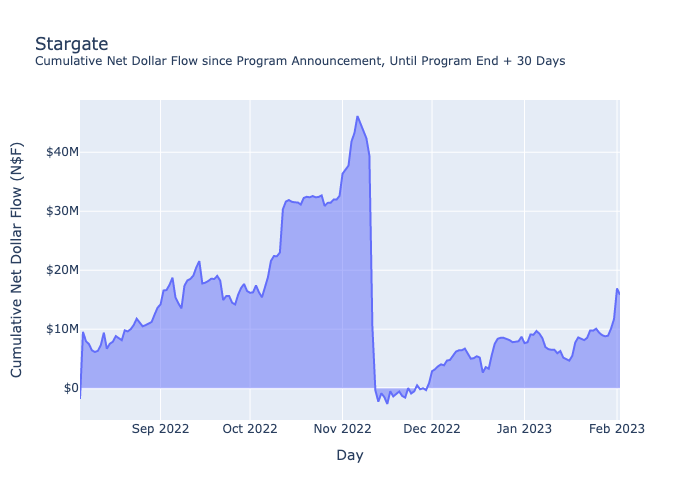 Stargate
Cumulative Net Dollar Flow since Program Announcement, Until Program End + 30 Days
Cumulative Net Dollar Flow (N$F)
$40M
$30M
$20M
$10M
$0
Sep 2022 Oct 2022 Nov 2022 Dec 2022 Jan 2023 Feb 2023
Day